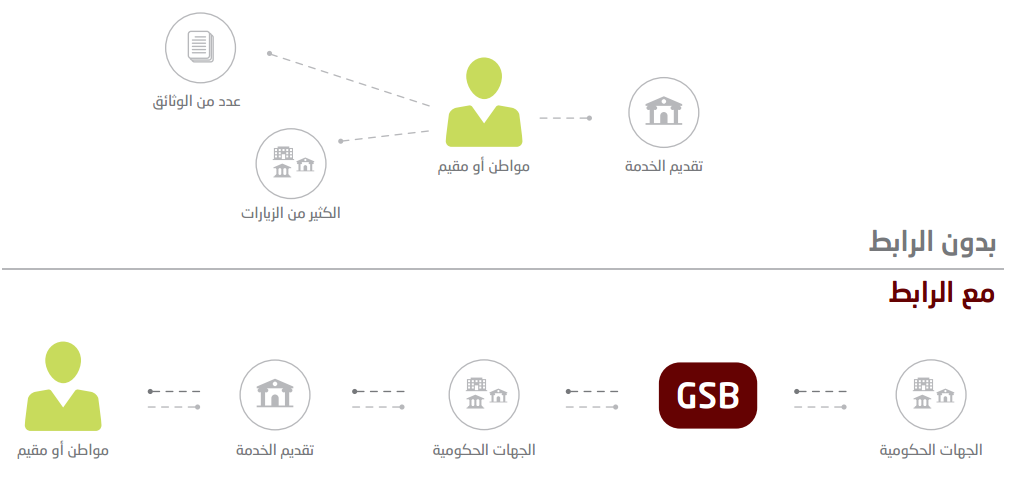 عدد من الوثائق
مواطن أو مقيم
تقديم الخدمة
الكثير من الزيارات
بدون الرابط
مع الرابط
GSB
الجهات الحكومية
الجهات الحكومية
تقديم الخدمة
مواطن أو مقيم